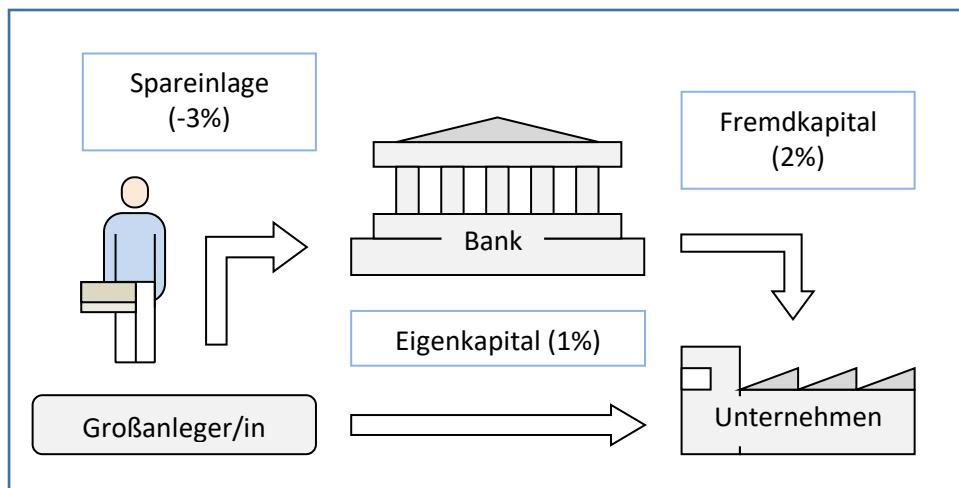 Spareinlage
(-3%)
Fremdkapital
(2%)
Bank
Eigenkapital (1%)
Großanleger/in
Unternehmen